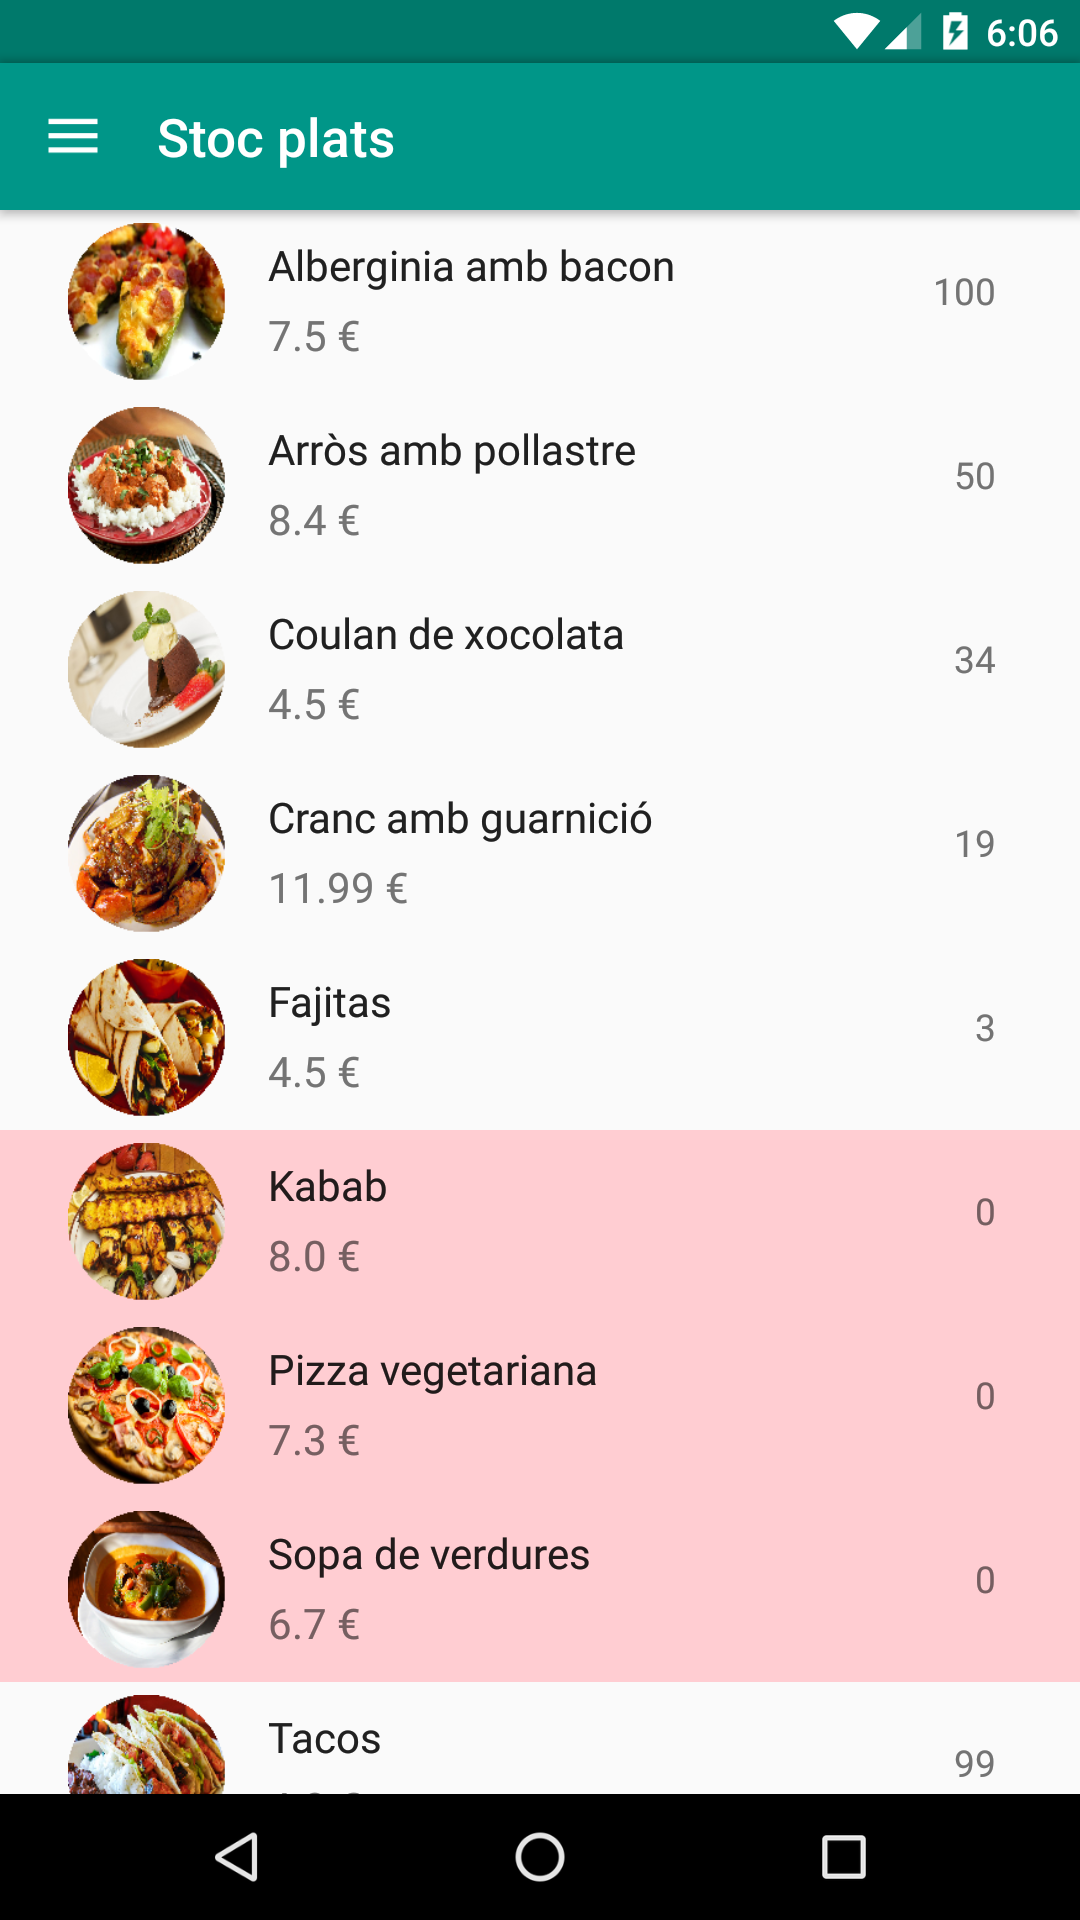 6:06
Stoc plats
Alberginia amb bacon
100
7.5 €
Arròs amb pollastre
50
8.4 €
Coulan de xocolata
34
4.5 €
Cranc amb guarnició
19
11.99 €
Fajitas
3
4.5 €
Kabab
0
8.0 €
Pizza vegetariana
0
7.3 €
Sopa de verdures
0
6.7 €
Tacos
99